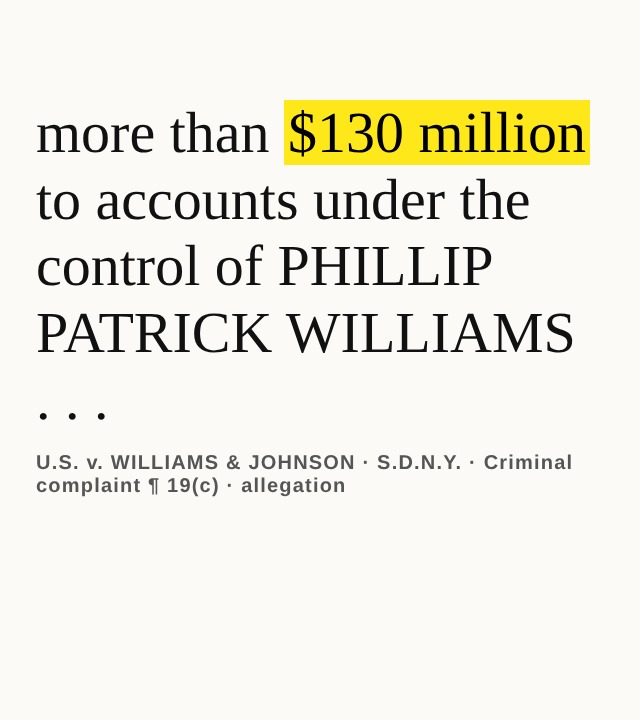 more than $130 million
to accounts under the
control of PHILLIP
PATRICK WILLIAMS
. . .
U.S. v. WILLIAMS & JOHNSON · S.D.N.Y. · Criminal
complaint ¶ 19(c) · allegation